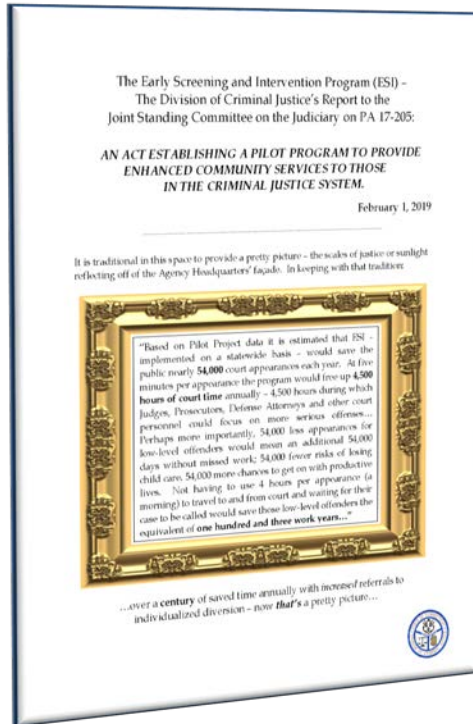 The Early Screening and Intervention Program (ESI) –
The Division of Criminal Justice's Report to the
Joint Standing Committee on the Judiciary on PA 17-205:
AN ACT ESTABLISHING A PILOT PROGRAM TO PROVIDE
ENHANCED COMMUNITY SERVICES TO THOSE
IN THE CRIMINAL JUSTICE SYSTEM.
February 1, 2019
It is traditional in this space to provide a pretty picture – the scales of justice or sunlight
reflecting off of the Agency Headquarters' façade. In keeping with that tradition:
"Based on Pilot Project data it is estimated that ESI -
implemented on a statewide basis – would save the
public nearly 54,000 court appearances each year. At five
minutes per appearance the program would free up 4,500
hours of court time annually – 4,500 hours during which
Judges, Prosecutors, Defense Attorneys and other court
personnel could focus on more serious offenses…
Perhaps more importantly, 54,000 less appearances for
low-level offenders would mean an additional 54,000
days without missed work; 54,000 fewer risks of losing
child care, 54,000 more chances to get on with productive
lives. Not having to use 4 hours per appearance (a
morning) to travel to and from court and waiting for their
case to be called would save those low-level offenders the
equivalent of one hundred and three work years…"
…over a century of saved time annually with increased referrals to
individualized diversion – now that's a pretty picture…